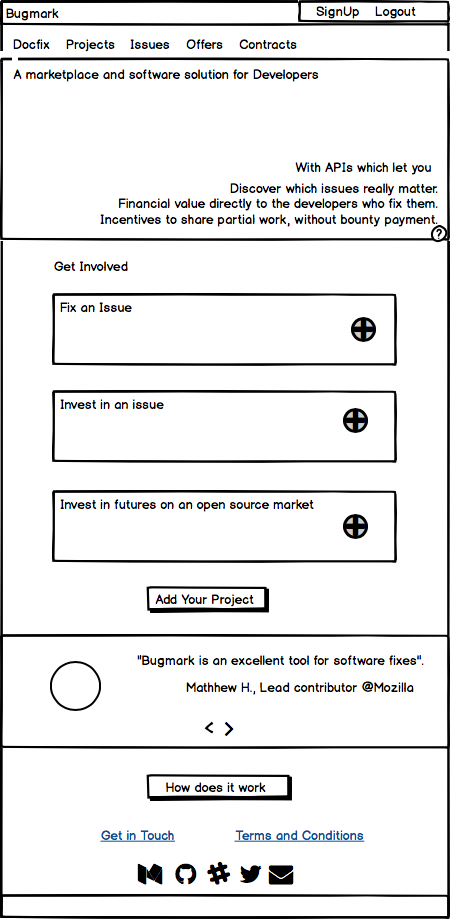 Bugmark
SignUp Logout
Docfix Projects Issues Offers Contracts
A marketplace and software solution for Developers
With APIs which let you
Discover which issues really matter.
Financial value directly to the developers who fix them.
Incentives to share partial work, without bounty payment.
?
Get Involved
Fix an Issue
Invest in an issue
Invest in futures on an open source market
Add Your Project
"Bugmark is an excellent tool for software fixes".
Mathhew H., Lead contributor @Mozilla
< >
How does it work
Get in Touch Terms and Conditions